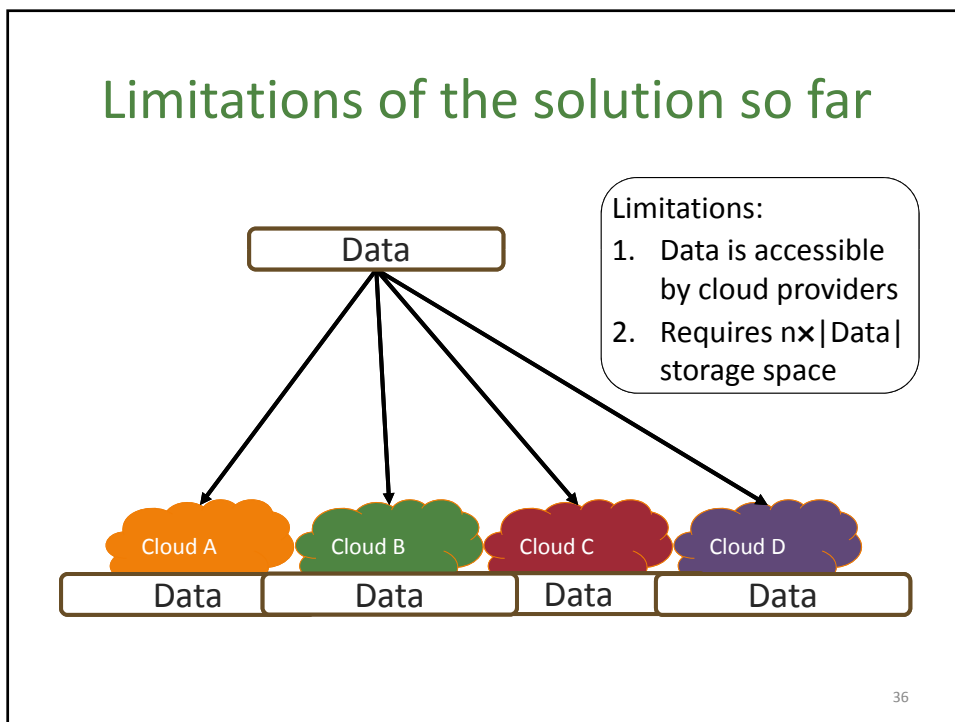 Limitations of the solution so far
Data
Limitations:
1. Data is accessible
by cloud providers
2. Requires n×|Data|
storage space
Cloud A
Cloud B
Cloud C
Cloud D
Data
Data
Data
Data
36